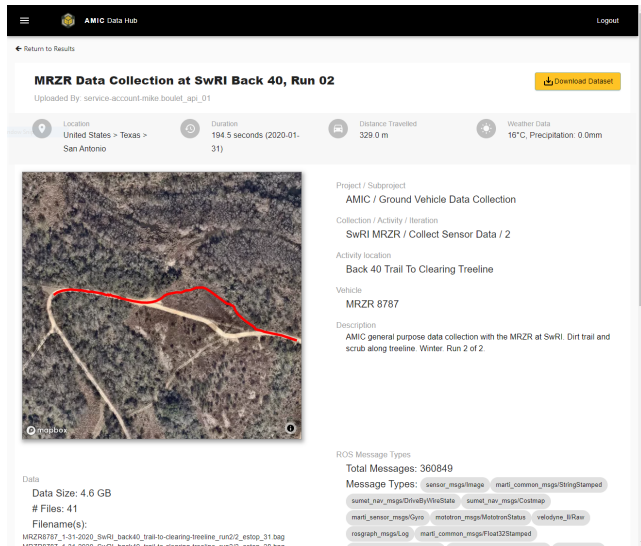 AMIC Data Hub
Logout
← Return to Results
MRZR Data Collection at SwRI Back 40, Run 02
Download Dataset
Uploaded By: service-account-mike.boulet_api_01
Location
United States > Texas >
San Antonio
Duration
194.5 seconds (2020-01-
31)
Distance Travelled
329.0 m
Weather Data
16°C, Precipitation: 0.0mm
Project / Subproject
AMIC / Ground Vehicle Data Collection
Collection / Activity / Iteration
SwRI MRZR / Collect Sensor Data / 2
Activity location
Back 40 Trail To Clearing Treeline
Vehicle
MRZR 8787
Description
AMIC general purpose data collection with the MRZR at SwRI. Dirt trail and
scrub along treeline. Winter. Run 2 of 2.
mapbox
Data
Data Size: 4.6 GB
# Files: 41
Filename(s):
MRZR8787_1-31-2020_SwRI_back40_trail-to-clearing-treeline_run2/2_estop_31.bag
ROS Message Types
Total Messages: 360849
Message Types: sensor_msgs/Image marti_common_msgs/StringStamped
sumet_nav_msgs/DriveByWireState sumet_nav_msgs/Costmap
marti_sensor_msgs/Gyro mototron_msgs/MototronStatus velodyne_ll/Raw
rosgraph_msgs/Log marti_common_msgs/Float32Stamped